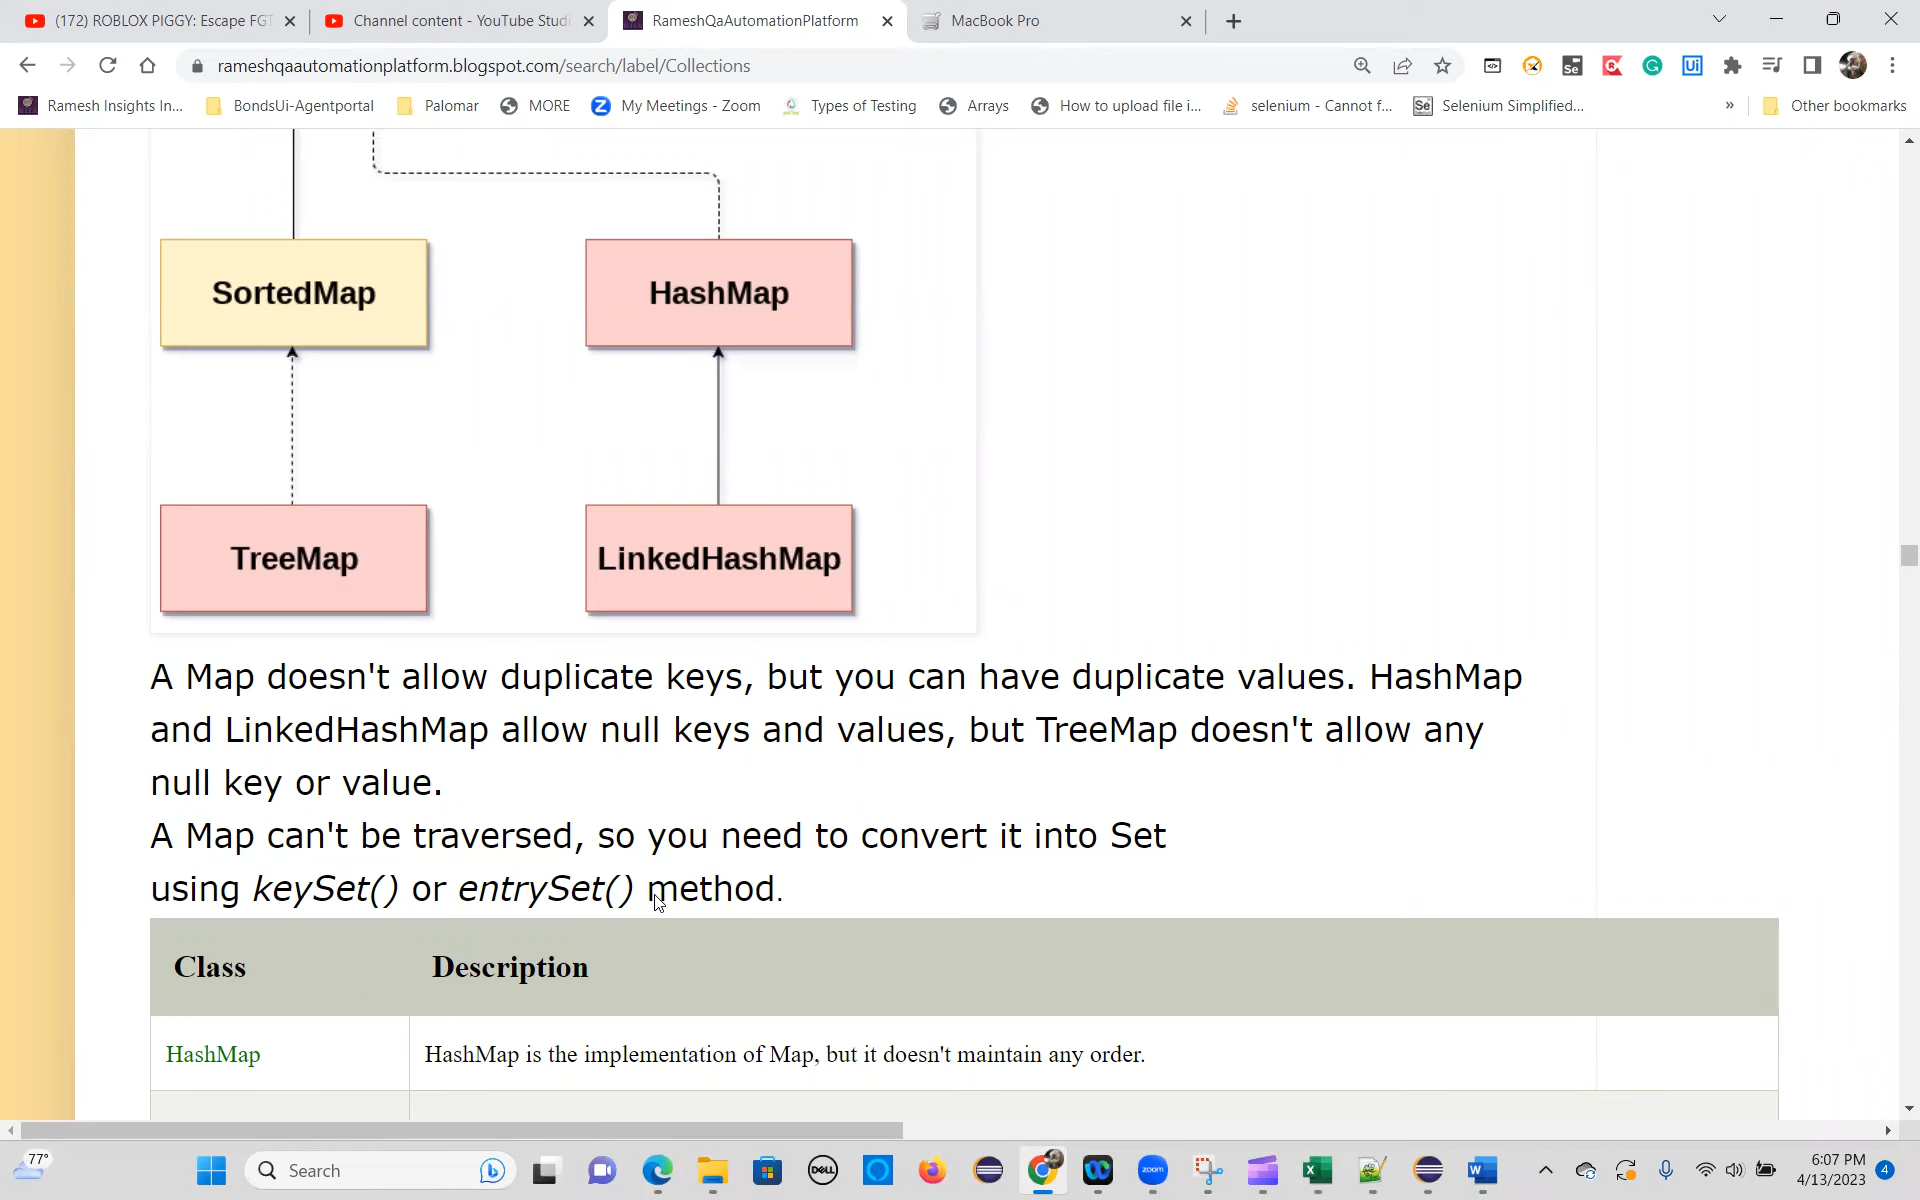 (172) ROBLOX PIGGY: Escape FGT
Channel content - YouTube Studi
RameshQaAutomationPlatform
MacBook Pro
rameshqaautomationplatform.blogspot.com/search/label/Collections
Ramesh Insights In...
BondsUi-Agentportal
Palomar
MORE
My Meetings - Zoom
Types of Testing
Arrays
How to upload file i...
selenium - Cannot f...
Selenium Simplified...
»
Other bookmarks
SortedMap
HashMap
TreeMap
LinkedHashMap
A Map doesn't allow duplicate keys, but you can have duplicate values. HashMap
and LinkedHashMap allow null keys and values, but TreeMap doesn't allow any
null key or value.
A Map can't be traversed, so you need to convert it into Set
using keySet() or entrySet() method.
Class Description
HashMap HashMap is the implementation of Map, but it doesn't maintain any order.
77°
Search
DELL
zoom
6:07 PM
4/13/2023
4